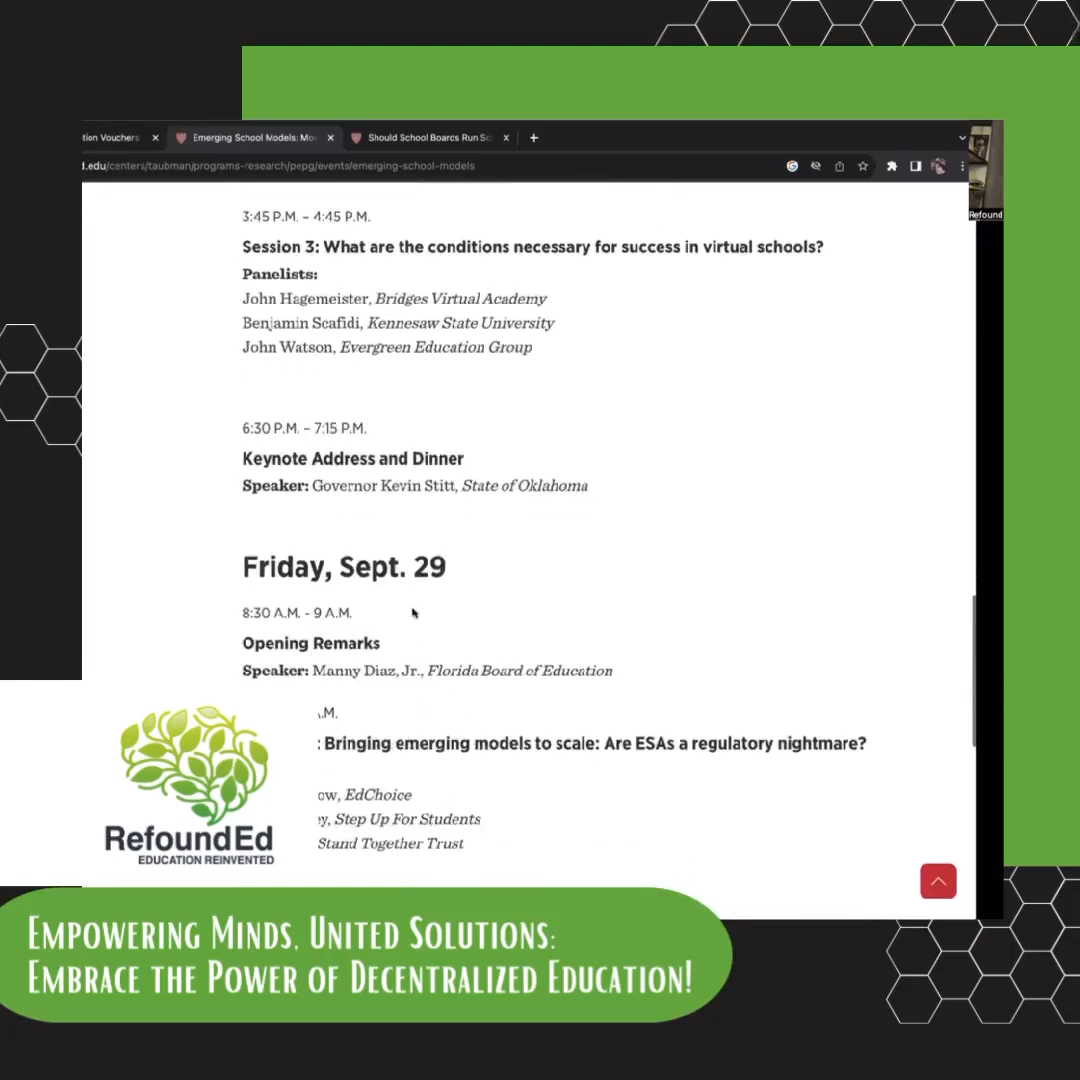 tion Vouchers
Emerging School Models: Mo
Should School Boards Run Sc
.edu/centers/taubman/programs-research/pepg/events/emerging-school-models
Refound
3:45 P.M. – 4:45 P.M.
Session 3: What are the conditions necessary for success in virtual schools?
Panelists:
John Hagemeister, Bridges Virtual Academy
Benjamin Scafidi, Kennesaw State University
John Watson, Evergreen Education Group
6:30 P.M. – 7:15 P.M.
Keynote Address and Dinner
Speaker: Governor Kevin Stitt, State of Oklahoma
Friday, Sept. 29
8:30 A.M. - 9 A.M.
Opening Remarks
Speaker: Manny Diaz, Jr., Florida Board of Education
.M.
: Bringing emerging models to scale: Are ESAs a regulatory nightmare?
ow, EdChoice
y, Step Up For Students
Stand Together Trust
RefoundEd
EDUCATION REINVENTED
EMPOWERING MINDS, UNITED SOLUTIONS:
EMBRACE THE POWER OF DECENTRALIZED EDUCATION!